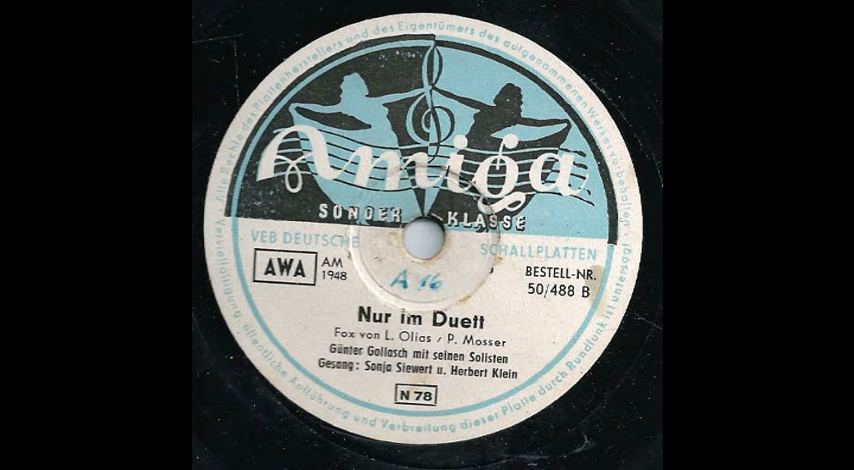 Alle Rechte des Plattenherstellers und des Eigentümers des aufgenommenen Werkes vorbehalten
Amiga
SONDER KLASSE
VEB DEUTSCHE SCHALLPLATTEN
AWA
AM
1948
BESTELL-NR.
50/488 B
A 16
Nur im Duett
Fox von L. Olias / P. Mosser
Günter Gollasch mit seinen Solisten
Gesang: Sonja Siewert u. Herbert Klein
N 78
Vervielfältigung, öffentliche Aufführung und Verbreitung dieser Platte durch Rundfunk ist untersagt